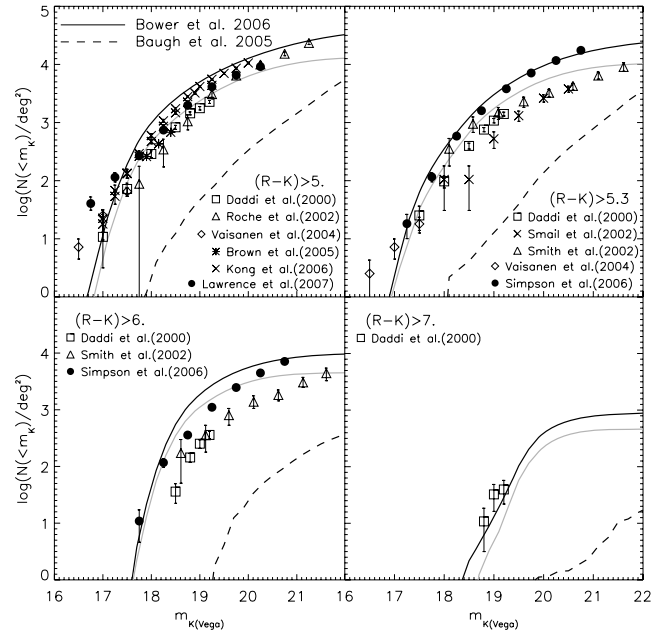 Bower et al. 2006
Baugh et al. 2005
5
4
3
2
1
0
log(N(<m_K)/deg²)
(R-K)>5.
Daddi et al.(2000)
Roche et al.(2002)
Vaisanen et al.(2004)
Brown et al.(2005)
Kong et al.(2006)
Lawrence et al.(2007)
(R-K)>5.3
Daddi et al.(2000)
Smail et al.(2002)
Smith et al.(2002)
Vaisanen et al.(2004)
Simpson et al.(2006)
4
3
2
1
0
log(N(<m_K)/deg²)
(R-K)>6.
Daddi et al.(2000)
Smith et al.(2002)
Simpson et al.(2006)
(R-K)>7.
Daddi et al.(2000)
16 17 18 19 20 21 16 17 18 19 20 21 22
m_K(Vega) m_K(Vega)